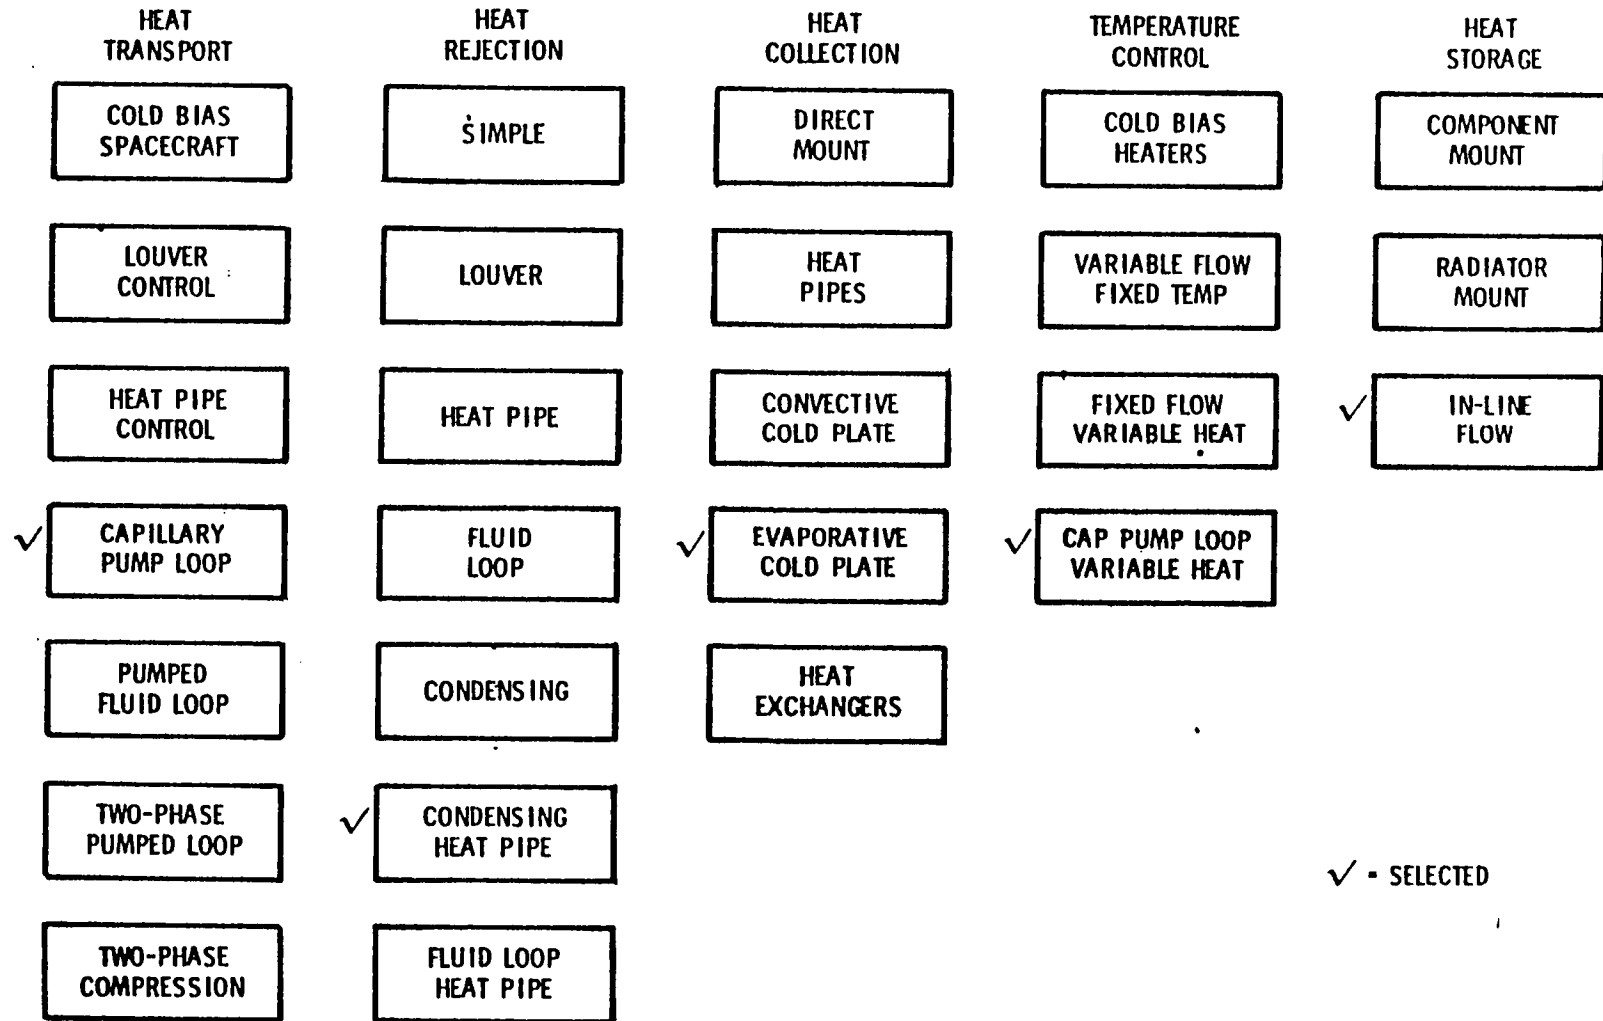 HEAT
TRANSPORT
COLD BIAS
SPACECRAFT
LOUVER
CONTROL
HEAT PIPE
CONTROL
✓ CAPILLARY
PUMP LOOP
PUMPED
FLUID LOOP
TWO-PHASE
PUMPED LOOP
TWO-PHASE
COMPRESSION
HEAT
REJECTION
SIMPLE
LOUVER
HEAT PIPE
FLUID
LOOP
CONDENSING
✓ CONDENSING
HEAT PIPE
FLUID LOOP
HEAT PIPE
HEAT
COLLECTION
DIRECT
MOUNT
HEAT
PIPES
CONVECTIVE
COLD PLATE
✓ EVAPORATIVE
COLD PLATE
HEAT
EXCHANGERS
TEMPERATURE
CONTROL
COLD BIAS
HEATERS
VARIABLE FLOW
FIXED TEMP
FIXED FLOW
VARIABLE HEAT
✓ CAP PUMP LOOP
VARIABLE HEAT
HEAT
STORAGE
COMPONENT
MOUNT
RADIATOR
MOUNT
✓ IN-LINE
FLOW
✓ - SELECTED